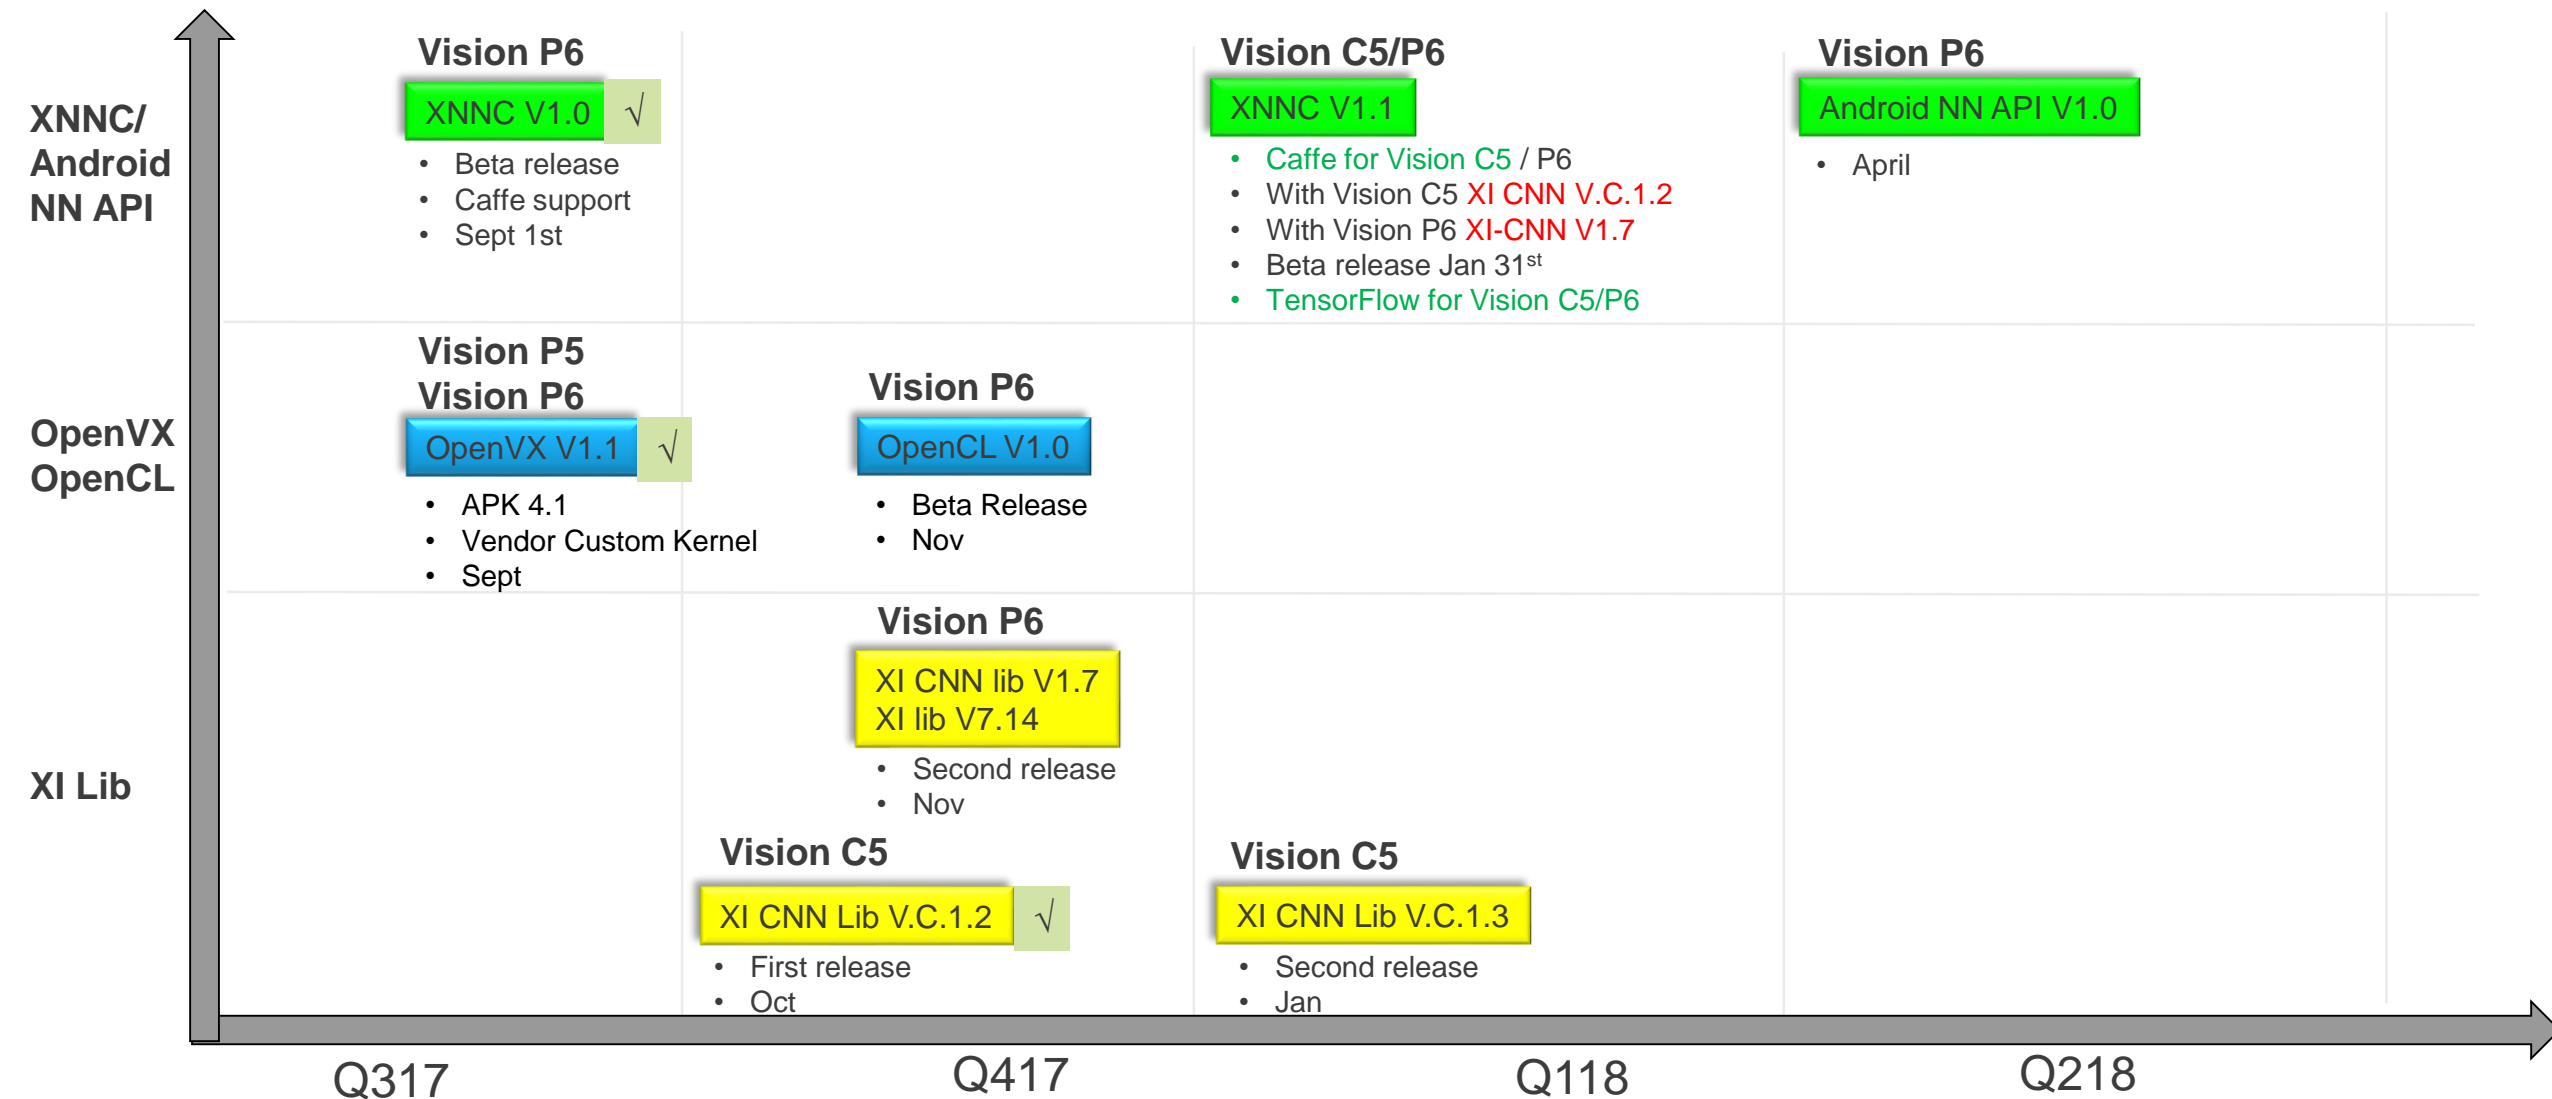 XNNC/
Android
NN API
Vision P6
XNNC V1.0 √
• Beta release
• Caffe support
• Sept 1st
Vision C5/P6
XNNC V1.1
• Caffe for Vision C5 / P6
• With Vision C5 XI CNN V.C.1.2
• With Vision P6 XI-CNN V1.7
• Beta release Jan 31st
• TensorFlow for Vision C5/P6
Vision P6
Android NN API V1.0
• April
OpenVX
OpenCL
Vision P5
Vision P6
OpenVX V1.1 √
• APK 4.1
• Vendor Custom Kernel
• Sept
Vision P6
OpenCL V1.0
• Beta Release
• Nov
XI Lib
Vision P6
XI CNN lib V1.7
XI lib V7.14
• Second release
• Nov
Vision C5
XI CNN Lib V.C.1.2 √
• First release
• Oct
Vision C5
XI CNN Lib V.C.1.3
• Second release
• Jan
Q317
Q417
Q118
Q218